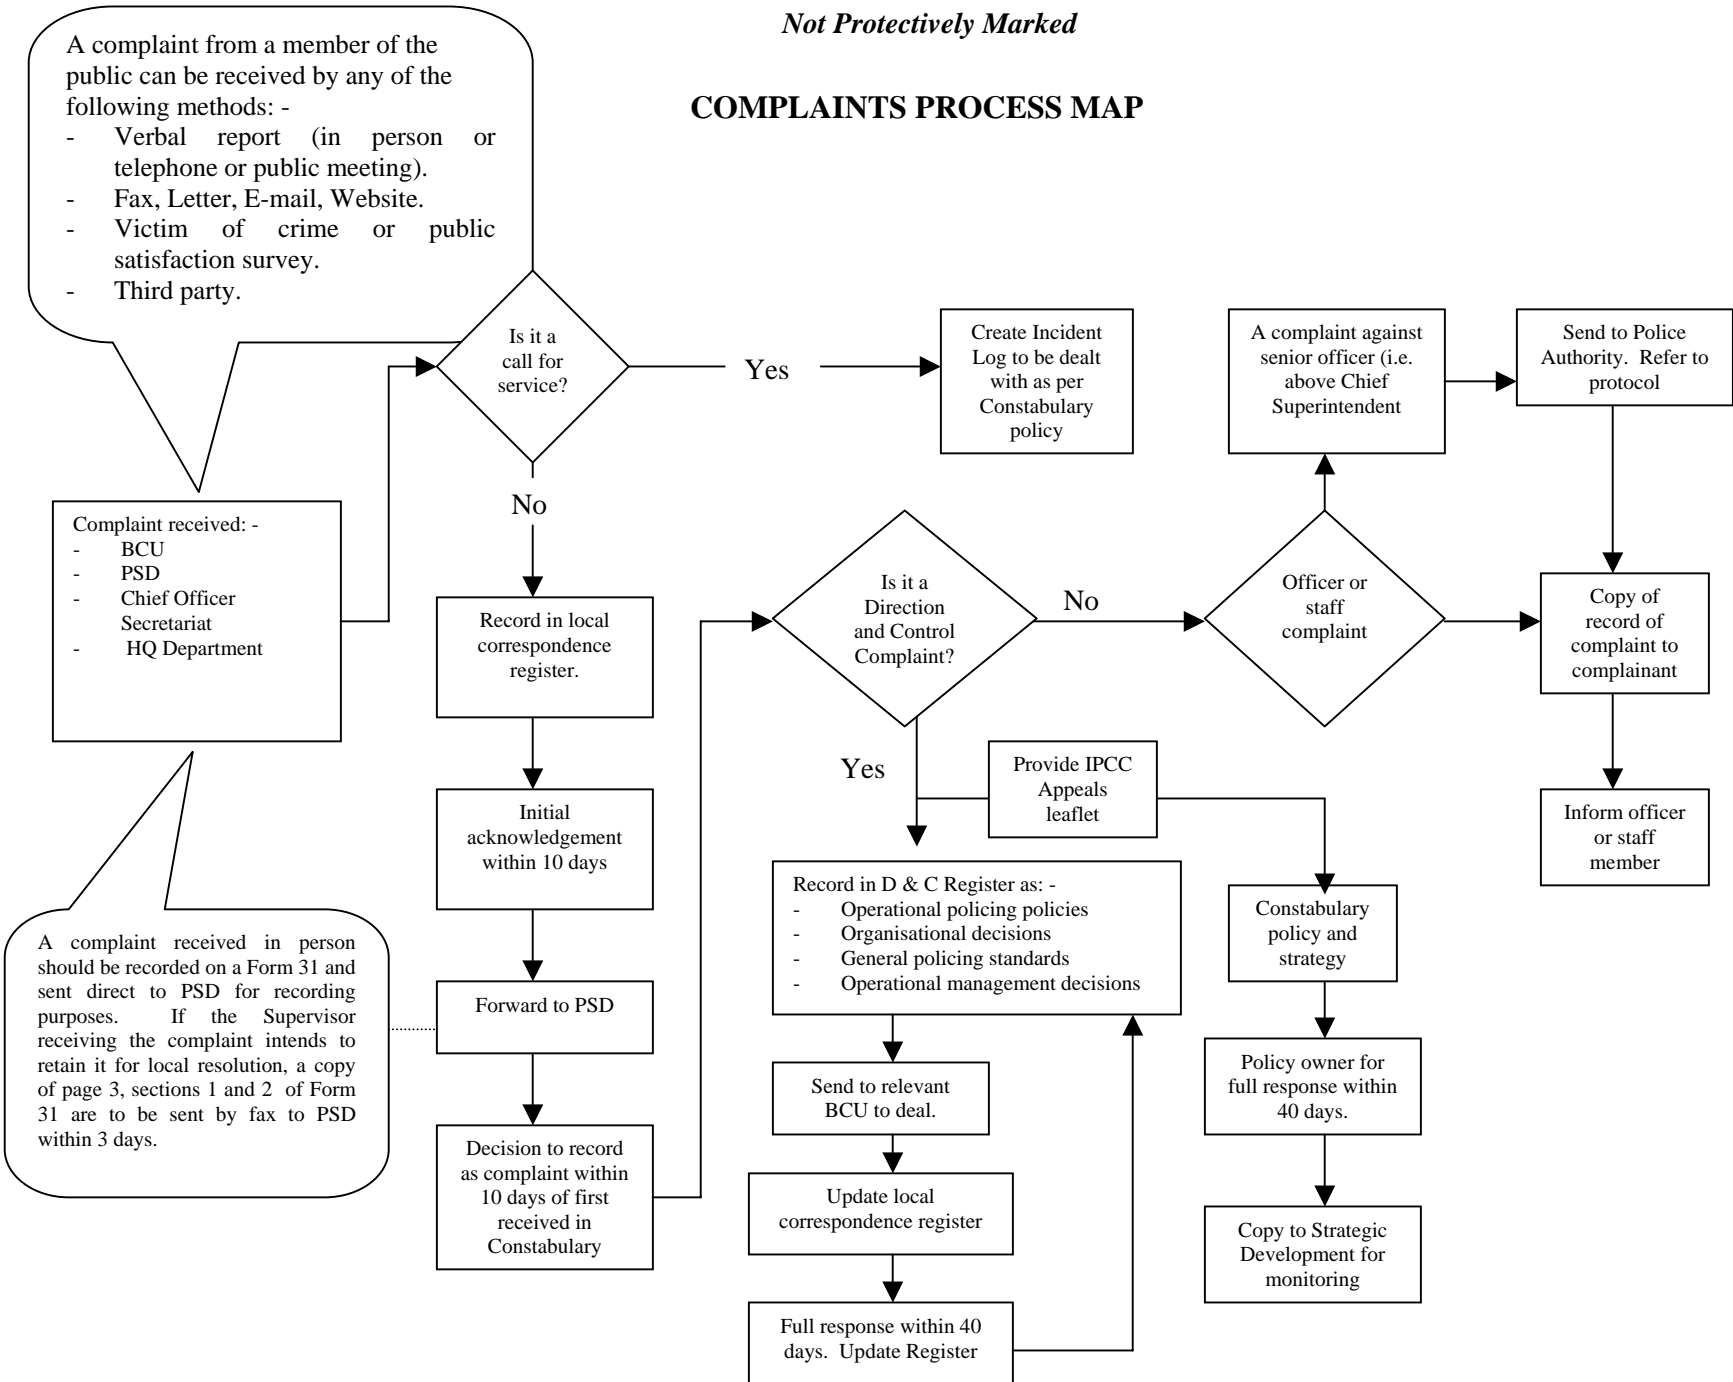 Not Protectively Marked
COMPLAINTS PROCESS MAP
A complaint from a member of the
public can be received by any of the
following methods: -
- Verbal report (in person or
telephone or public meeting).
- Fax, Letter, E-mail, Website.
- Victim of crime or public
satisfaction survey.
- Third party.
Is it a
call for
service?
Yes
Create Incident
Log to be dealt
with as per
Constabulary
policy
A complaint against
senior officer (i.e.
above Chief
Superintendent
Send to Police
Authority. Refer to
protocol
No
Complaint received: -
- BCU
- PSD
- Chief Officer
Secretariat
- HQ Department
Record in local
correspondence
register.
Is it a
Direction
and Control
Complaint?
No
Officer or
staff
complaint
Copy of
record of
complaint to
complainant
Yes
Provide IPCC
Appeals
leaflet
Inform officer
or staff
member
Initial
acknowledgement
within 10 days
Record in D & C Register as: -
- Operational policing policies
- Organisational decisions
- General policing standards
- Operational management decisions
Constabulary
policy and
strategy
A complaint received in person
should be recorded on a Form 31 and
sent direct to PSD for recording
purposes. If the Supervisor
receiving the complaint intends to
retain it for local resolution, a copy
of page 3, sections 1 and 2 of Form
31 are to be sent by fax to PSD
within 3 days.
Forward to PSD
Send to relevant
BCU to deal.
Policy owner for
full response within
40 days.
Decision to record
as complaint within
10 days of first
received in
Constabulary
Update local
correspondence register
Copy to Strategic
Development for
monitoring
Full response within 40
days. Update Register